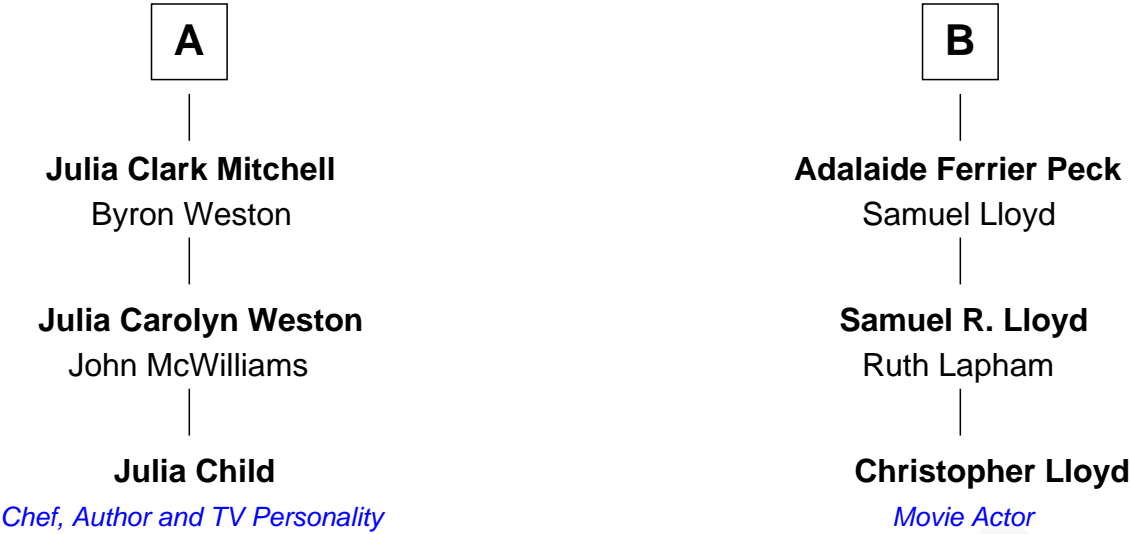 A
B
Julia Clark Mitchell
Adalaide Ferrier Peck
Byron Weston
Samuel Lloyd
Julia Carolyn Weston
Samuel R. Lloyd
John McWilliams
Ruth Lapham
Julia Child
Christopher Lloyd
Chef, Author and TV Personality
Movie Actor